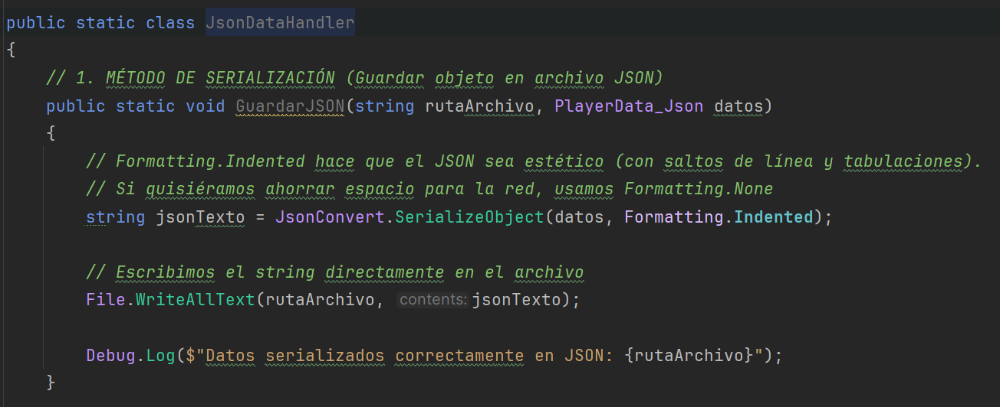 public static class JsonDataHandler
{
// 1. MÉTODO DE SERIALIZACIÓN (Guardar objeto en archivo JSON)
public static void GuardarJSON(string rutaArchivo, PlayerData_Json datos)
{
// Formatting.Indented hace que el JSON sea estético (con saltos de línea y tabulaciones).
// Si quisiéramos ahorrar espacio para la red, usamos Formatting.None
string jsonTexto = JsonConvert.SerializeObject(datos, Formatting.Indented);
// Escribimos el string directamente en el archivo
File.WriteAllText(rutaArchivo, contents: jsonTexto);
Debug.Log($"Datos serializados correctamente en JSON: {rutaArchivo}");
}